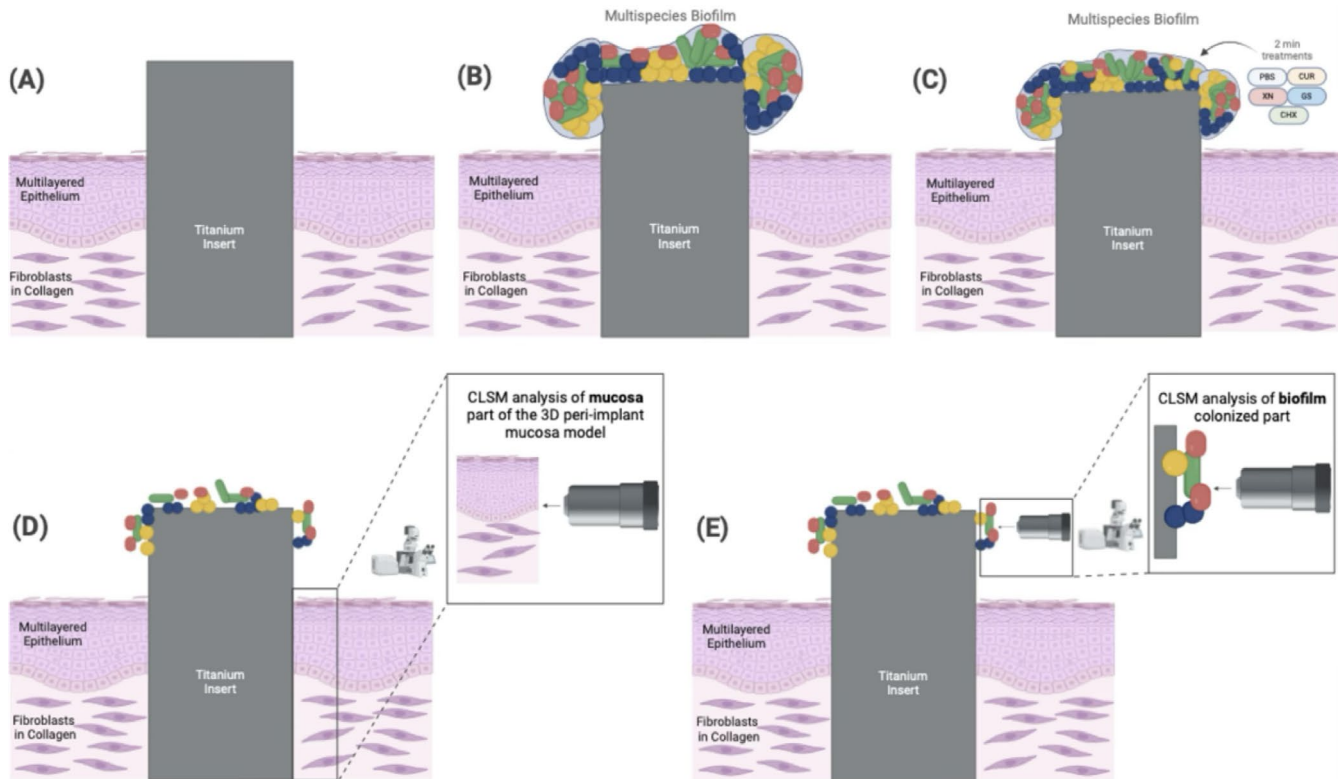 (A)
Multilayered
Epithelium
Titanium
Insert
Fibroblasts
in Collagen
Multispecies Biofilm
(B)
Multilayered
Epithelium
Titanium
Insert
Fibroblasts
in Collagen
Multispecies Biofilm
(C)
2 min
treatments
PBS
CUR
XN
GS
CHX
Multilayered
Epithelium
Titanium
Insert
Fibroblasts
in Collagen
(D)
CLSM analysis of mucosa
part of the 3D peri-implant
mucosa model
Multilayered
Epithelium
Titanium
Insert
Fibroblasts
in Collagen
(E)
CLSM analysis of biofilm
colonized part
Multilayered
Epithelium
Titanium
Insert
Fibroblasts
in Collagen